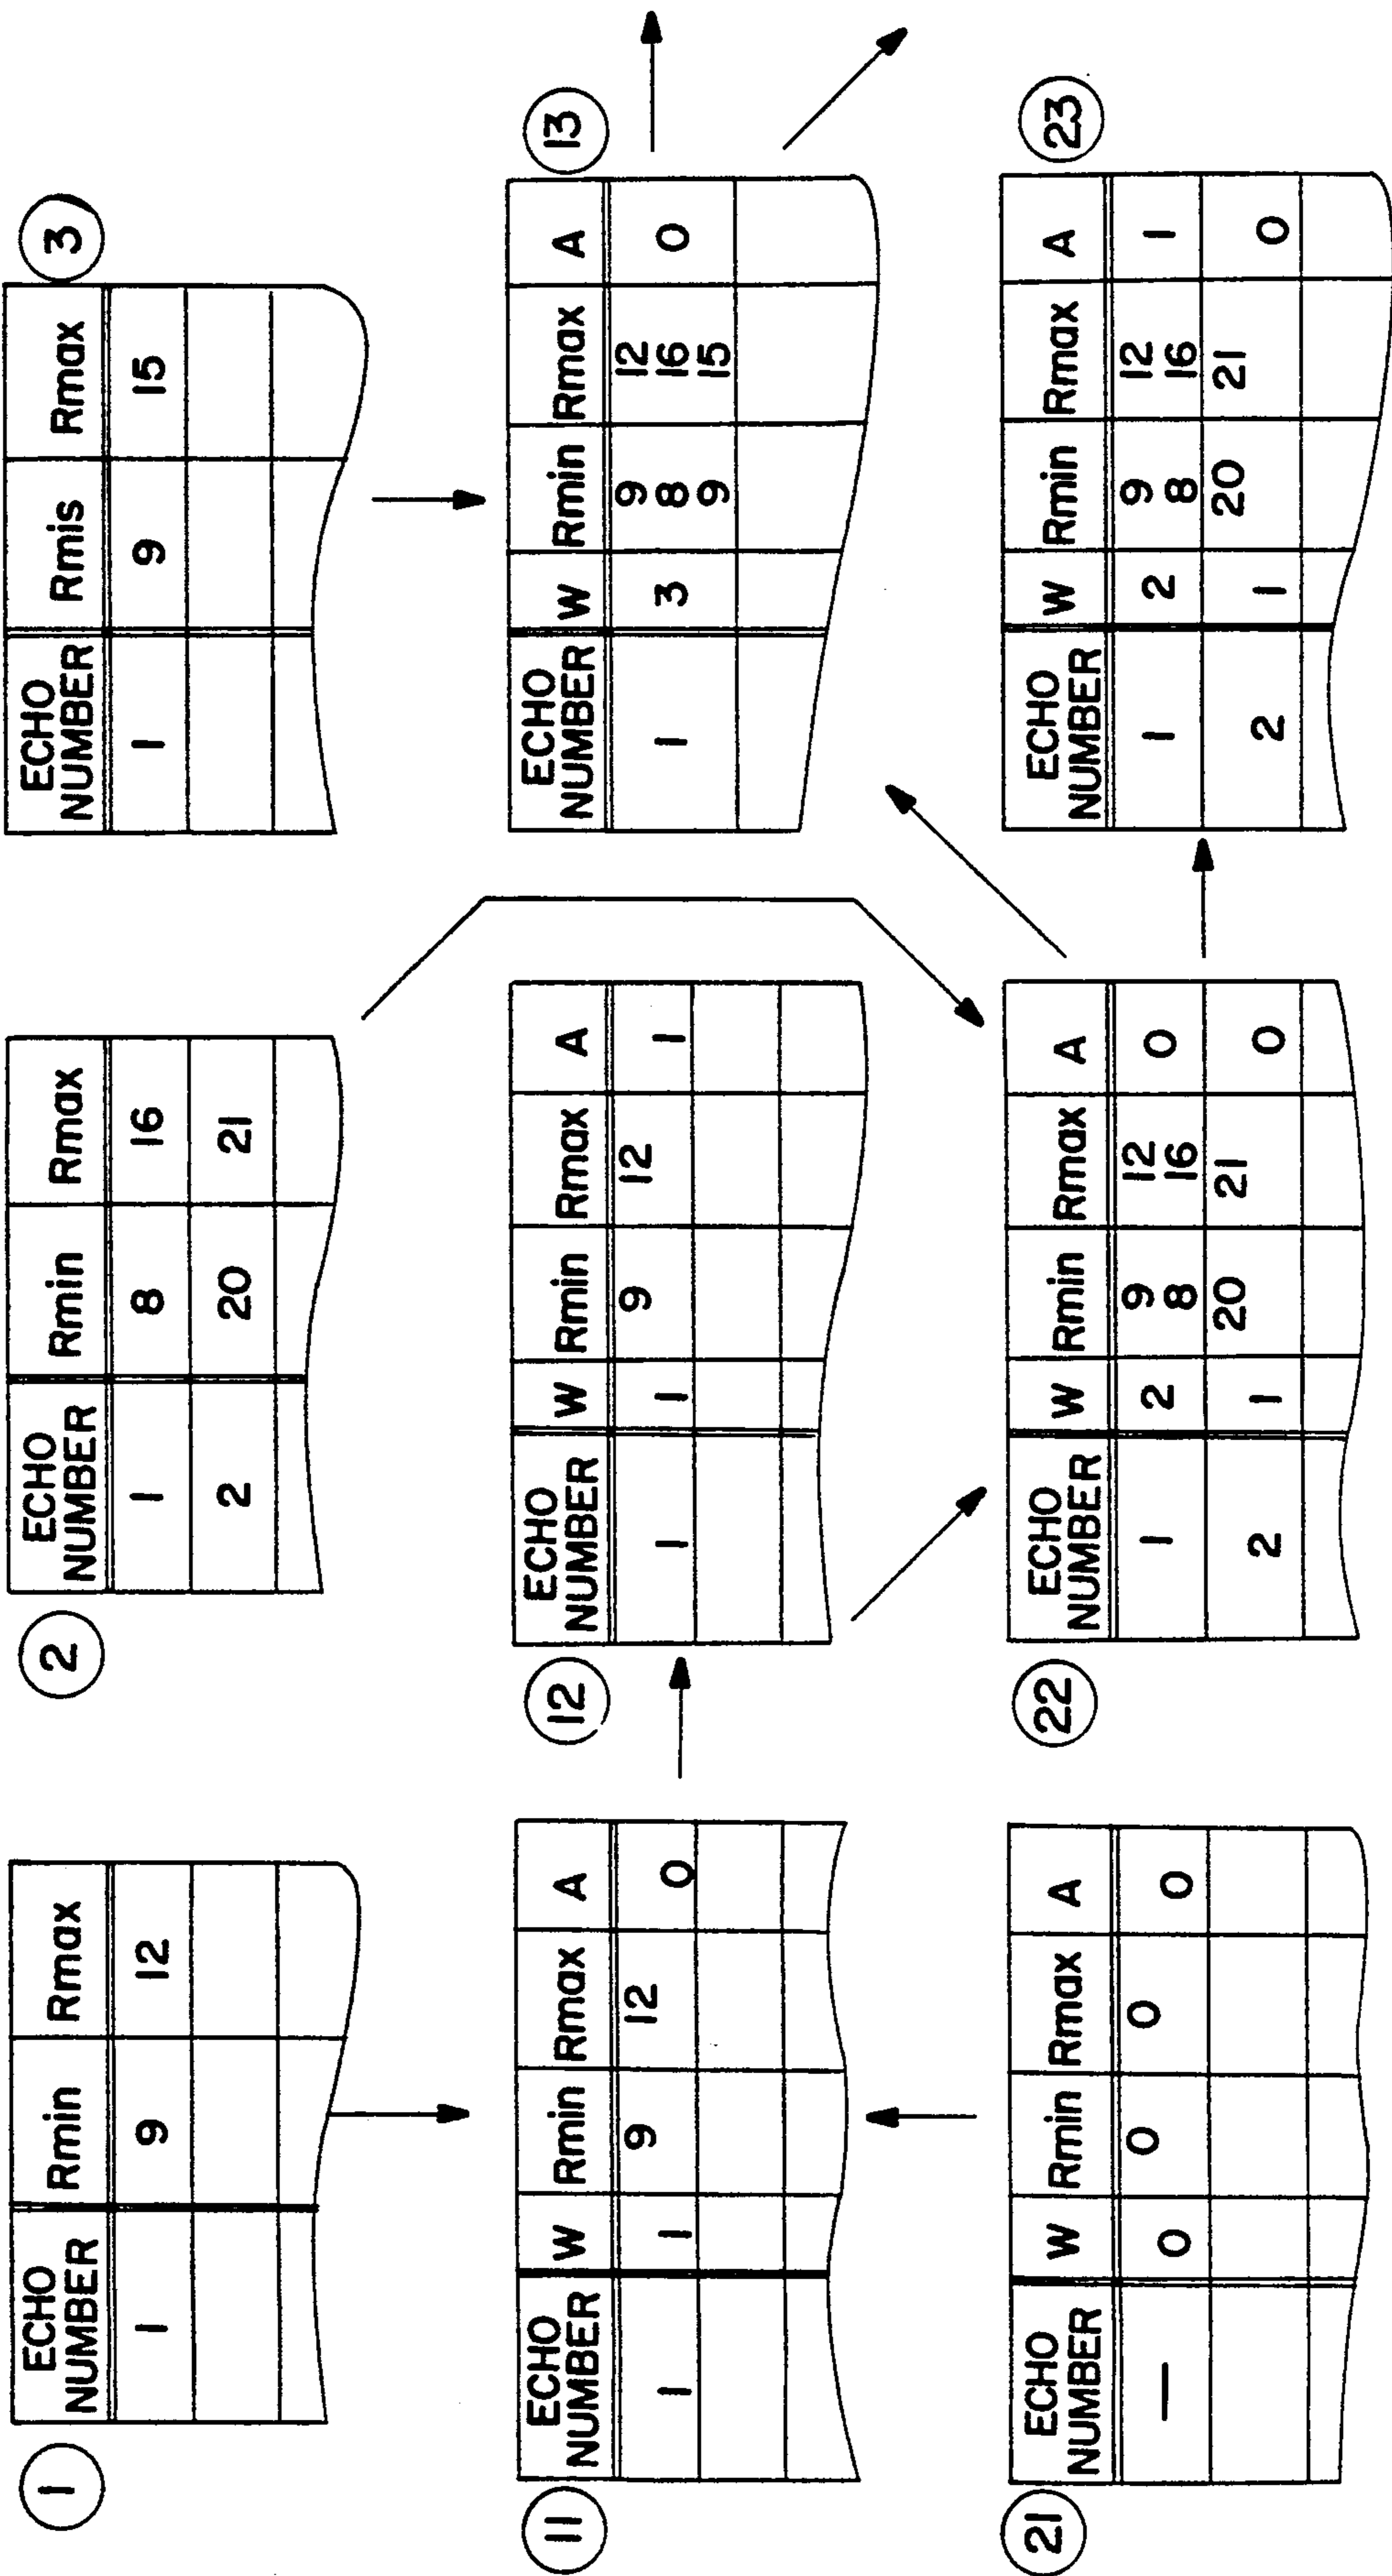 1
ECHO NUMBER Rmin Rmax
1 9 12
2
ECHO NUMBER Rmin Rmax
1 8 16
2 20 21
3
ECHO NUMBER Rmis Rmax
1 9 15
11
ECHO NUMBER W Rmin Rmax A
1 1 9 12 0
12
ECHO NUMBER W Rmin Rmax A
1 1 9 12 1
13
ECHO NUMBER W Rmin Rmax A
9 12
1 3 8 16 0
9 15
21
ECHO NUMBER W Rmin Rmax A
— 0 0 0 0
22
ECHO NUMBER W Rmin Rmax A
1 2 9 12 0
8 16
2 1 20 21 0
23
ECHO NUMBER W Rmin Rmax A
1 2 9 12 1
8 16
2 1 20 21 0